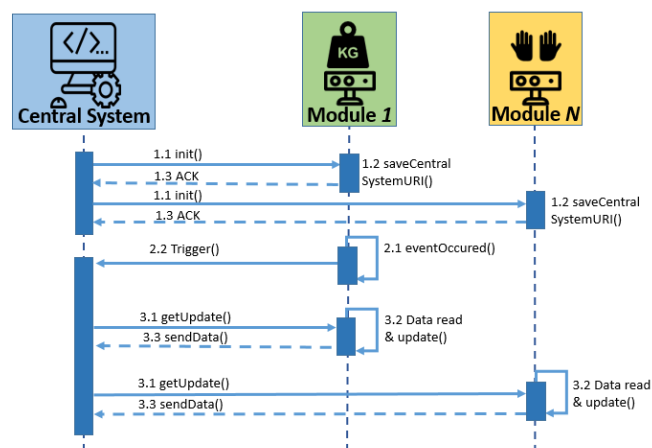 </>...
KG
Central System
Module 1
Module N
1.1 init()
1.2 saveCentral
SystemURI()
1.3 ACK
1.1 init()
1.2 saveCentral
SystemURI()
1.3 ACK
2.2 Trigger()
2.1 eventOccured()
3.1 getUpdate()
3.2 Data read
& update()
3.3 sendData()
3.1 getUpdate()
3.2 Data read
& update()
3.3 sendData()